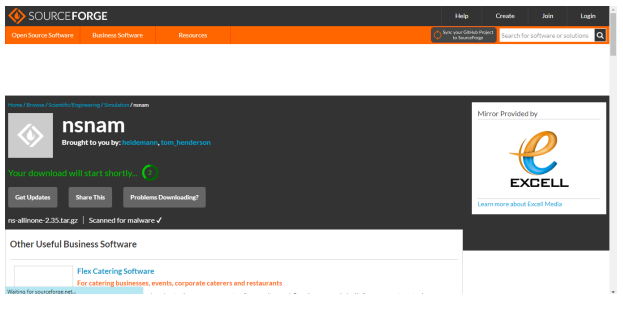 SOURCEFORGE
Help Create Join Login
Open Source Software Business Software Resources
Sync your GitHub Project to SourceForge
Search for software or solutions
Home / Browse / Scientific/Engineering / Simulation / nsnam
nsnam
Brought to you by: heidemann, tom_henderson
Your download will start shortly... 2
Get Updates Share This Problems Downloading?
ns-allinone-2.35.tar.gz | Scanned for malware ✓
Mirror Provided by
EXCELL
Learn more about Excell Media
Other Useful Business Software
Flex Catering Software
For catering businesses, events, corporate caterers and restaurants
Waiting for sourceforge.net...